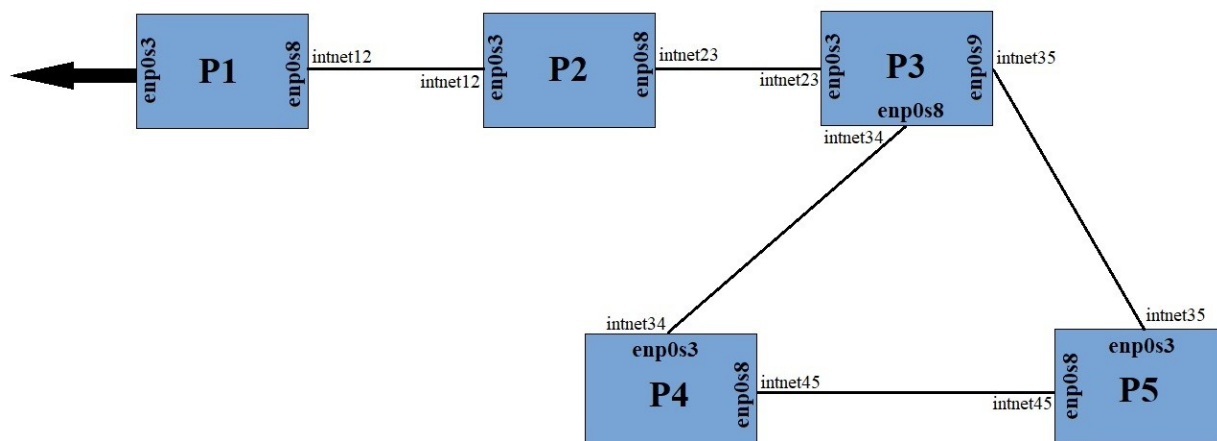 enp0s3
P1
enp0s8
intnet12
intnet12
enp0s3
P2
enp0s8
intnet23
intnet23
enp0s3
P3
enp0s9
enp0s8
intnet35
intnet34
intnet34
enp0s3
P4
enp0s8
intnet45
intnet45
intnet35
enp0s3
enp0s8
P5